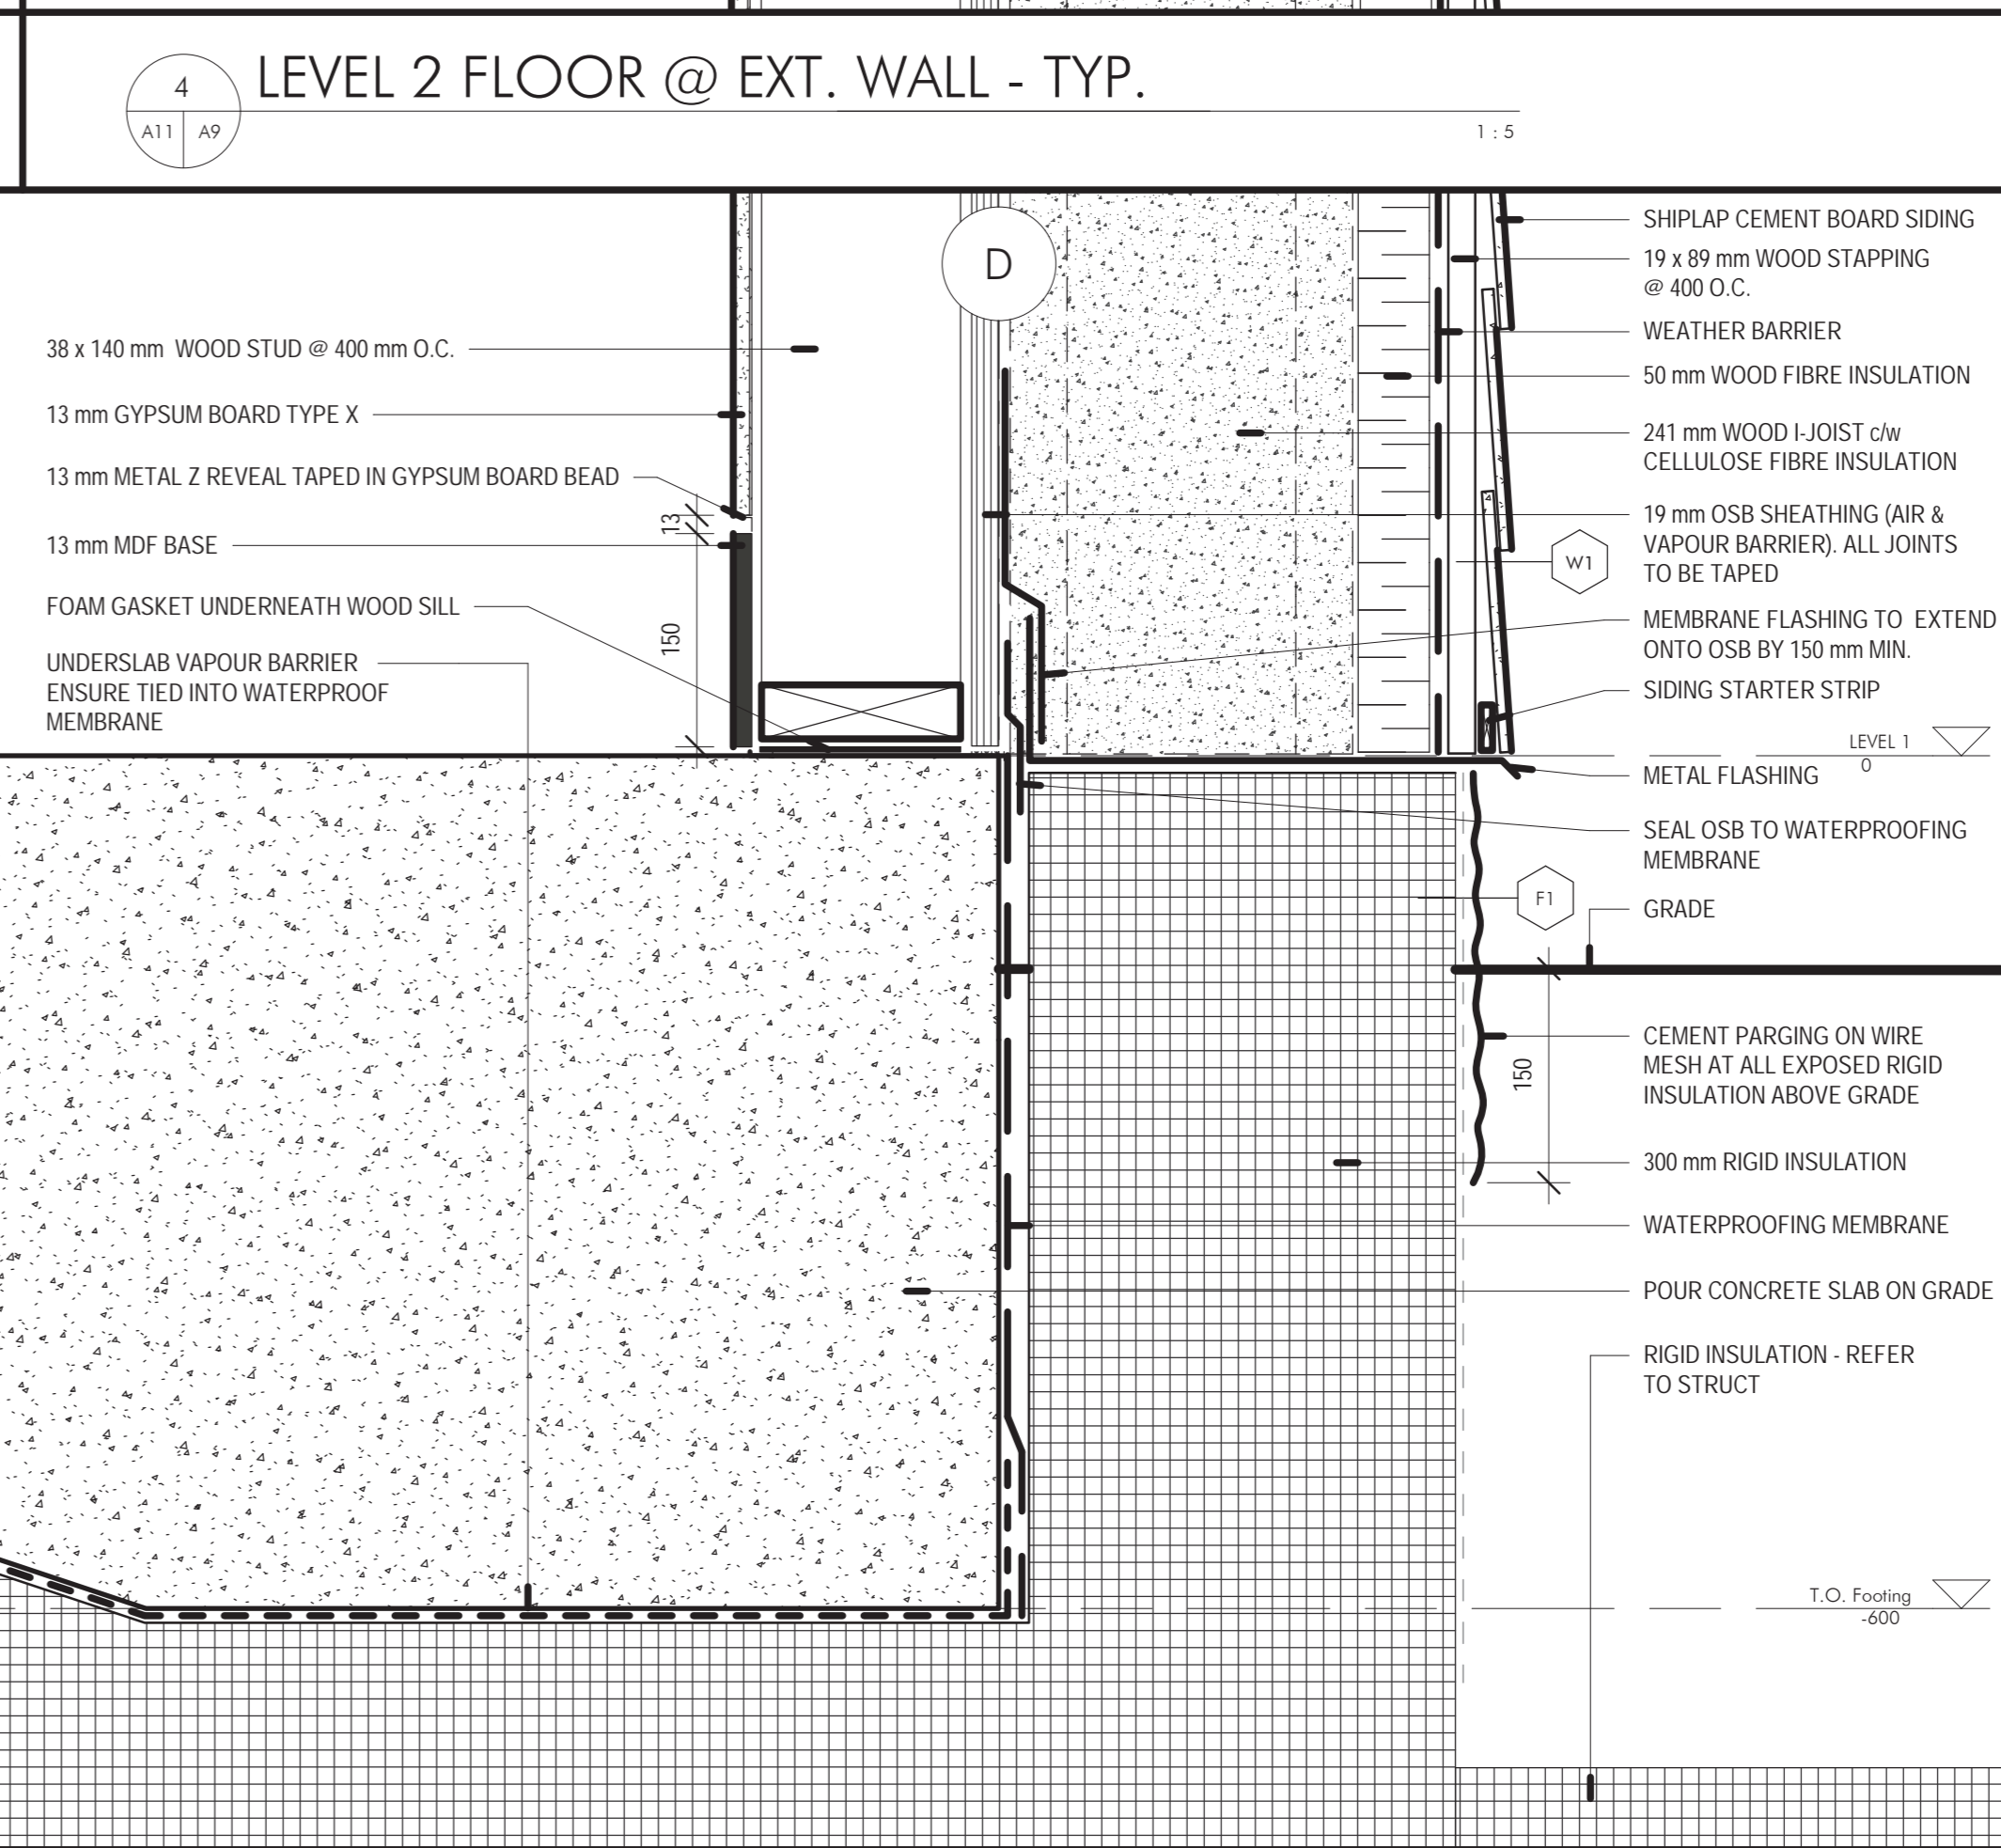 4
LEVEL 2 FLOOR @ EXT. WALL - TYP.
A11 A9
1 : 5
D
38 x 140 mm WOOD STUD @ 400 mm O.C.
13 mm GYPSUM BOARD TYPE X
13 mm METAL Z REVEAL TAPED IN GYPSUM BOARD BEAD
13 mm MDF BASE
FOAM GASKET UNDERNEATH WOOD SILL
UNDERSLAB VAPOUR BARRIER
ENSURE TIED INTO WATERPROOF
MEMBRANE
13
150
SHIPLAP CEMENT BOARD SIDING
19 x 89 mm WOOD STAPPING
@ 400 O.C.
WEATHER BARRIER
50 mm WOOD FIBRE INSULATION
241 mm WOOD I-JOIST c/w
CELLULOSE FIBRE INSULATION
19 mm OSB SHEATHING (AIR &
VAPOUR BARRIER). ALL JOINTS
TO BE TAPED
W1
MEMBRANE FLASHING TO EXTEND
ONTO OSB BY 150 mm MIN.
SIDING STARTER STRIP
LEVEL 1
0
METAL FLASHING
SEAL OSB TO WATERPROOFING
MEMBRANE
F1
GRADE
CEMENT PARGING ON WIRE
MESH AT ALL EXPOSED RIGID
INSULATION ABOVE GRADE
150
300 mm RIGID INSULATION
WATERPROOFING MEMBRANE
POUR CONCRETE SLAB ON GRADE
RIGID INSULATION - REFER
TO STRUCT
T.O. Footing
-600